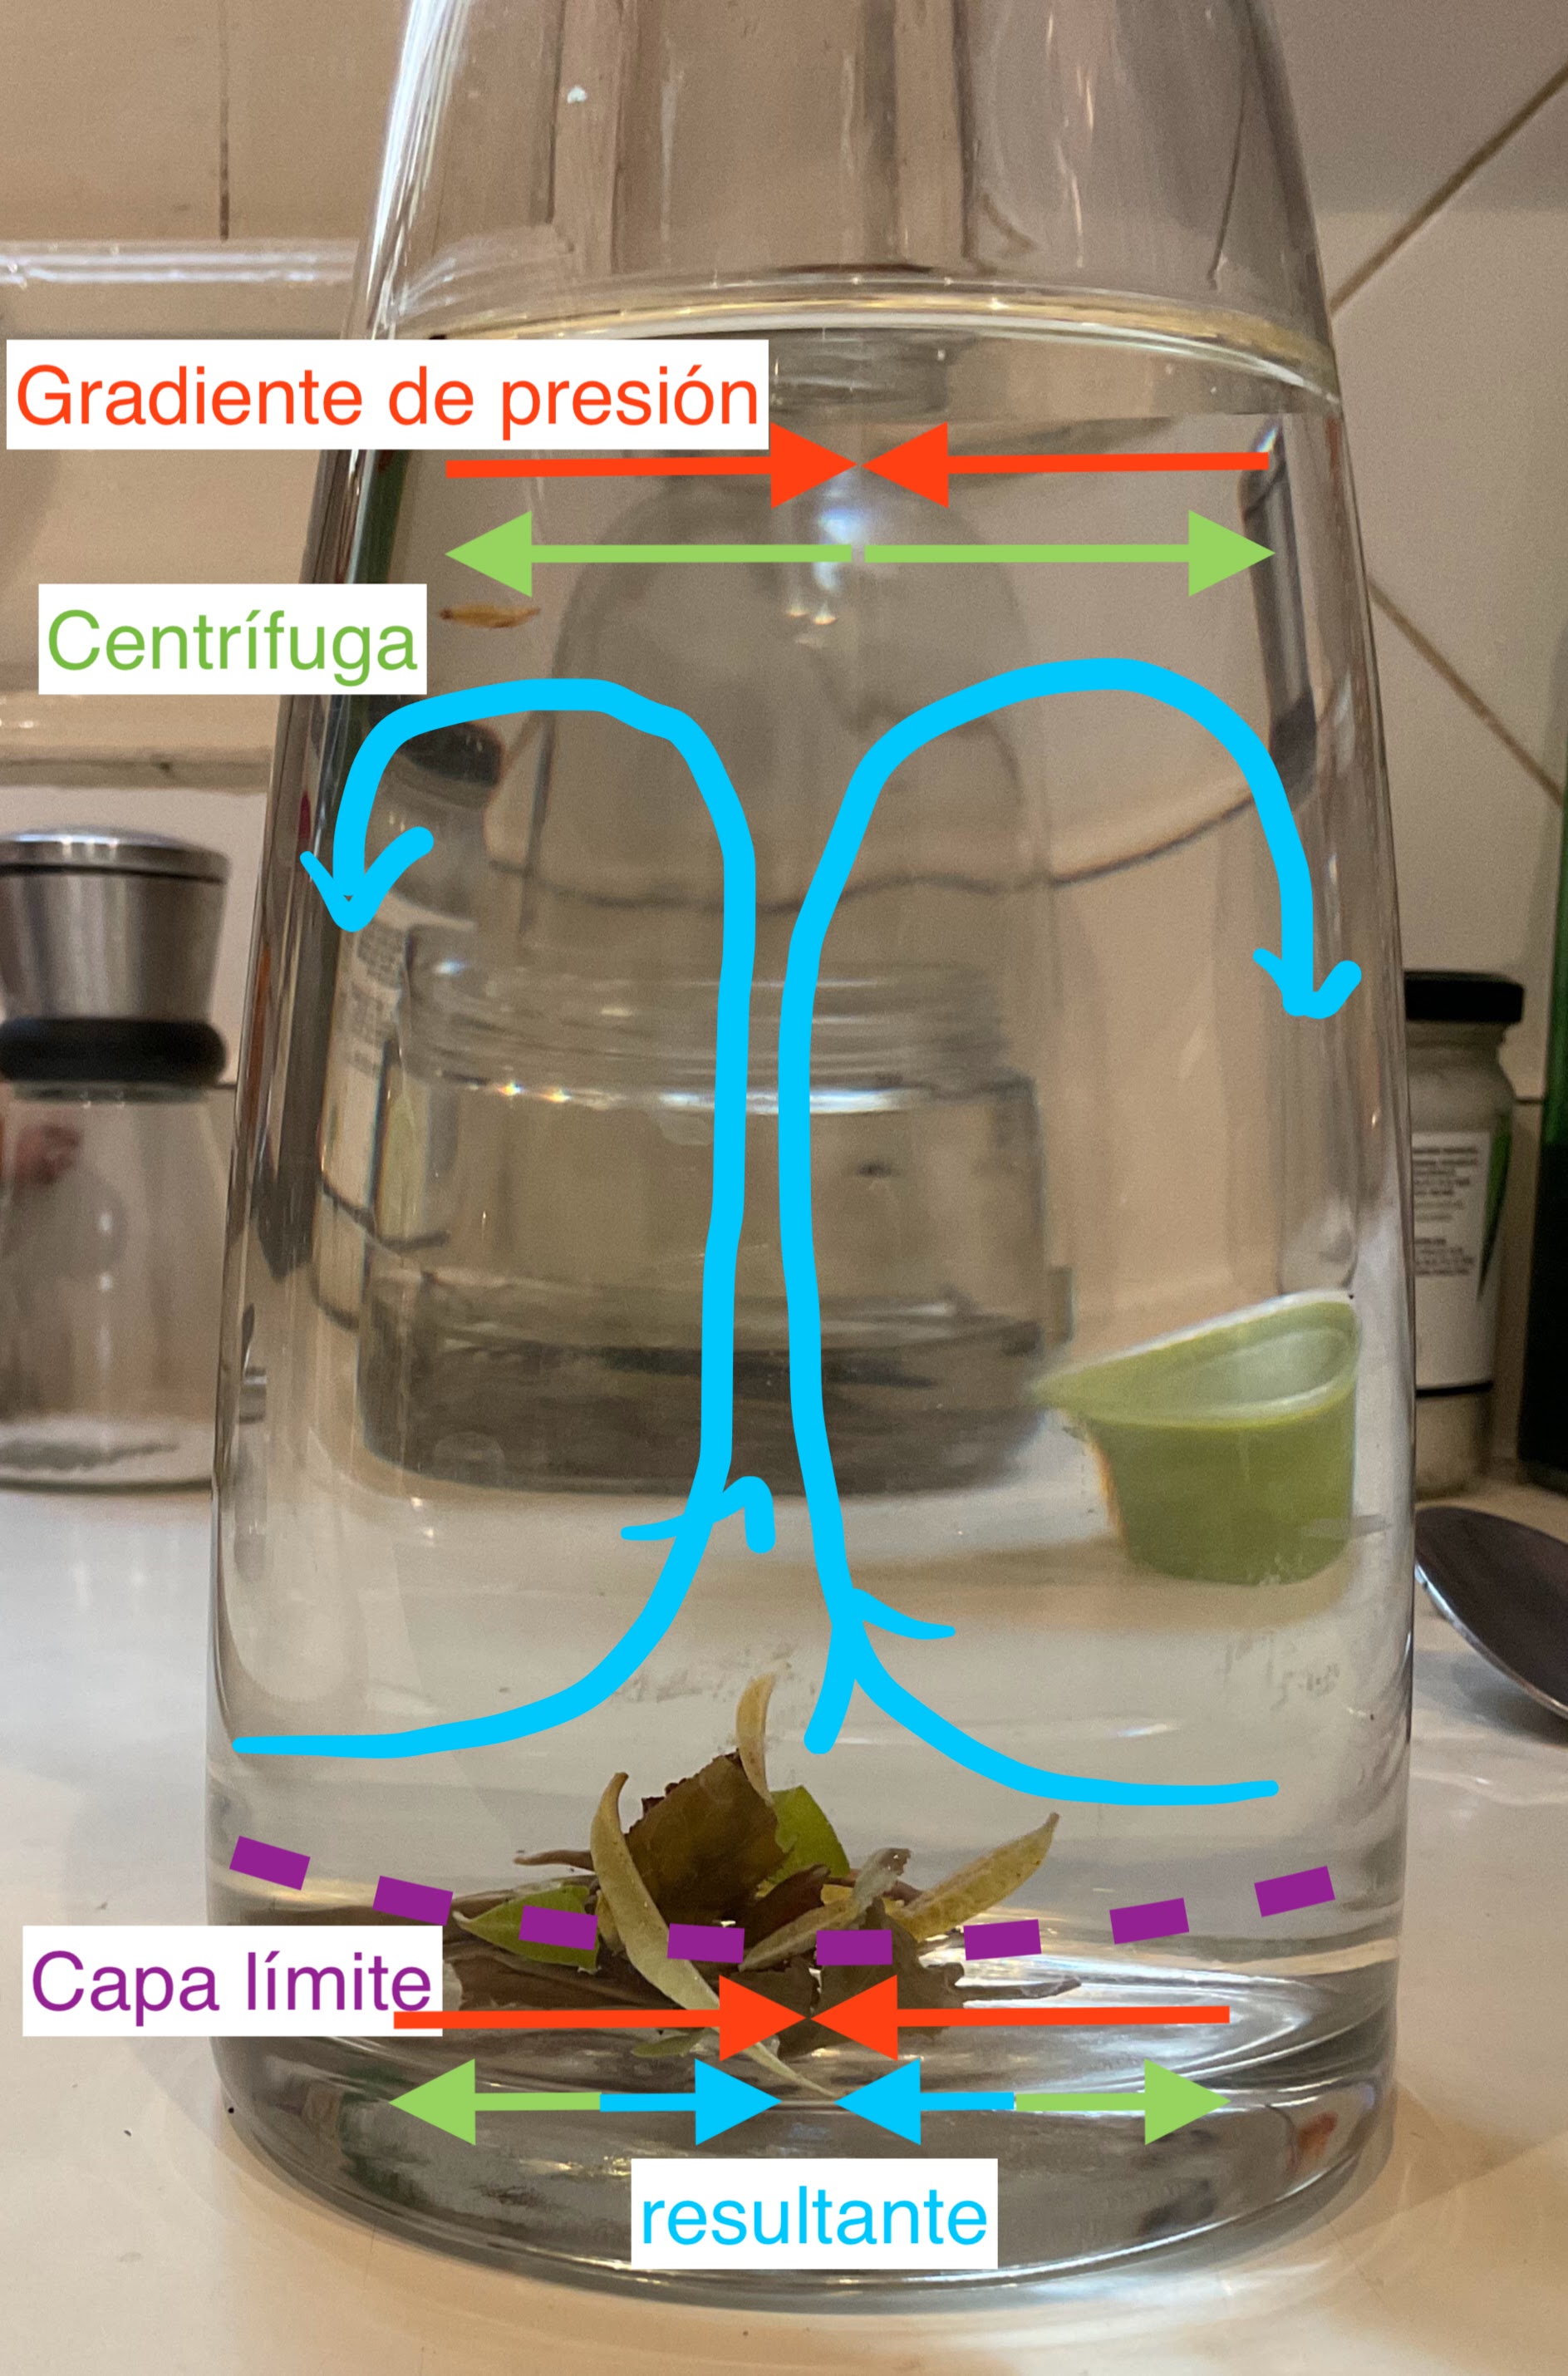 Gradiente de presión
Centrífuga
Capa límite
resultante